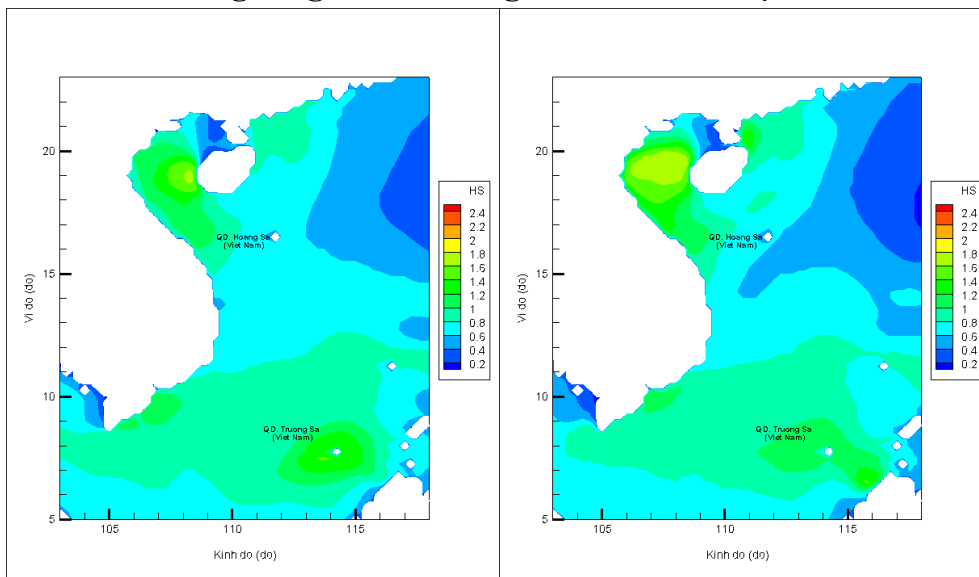 20
15
10
5
105
110
115
Vi do (do)
Kinh do (do)
QD. Hoang Sa
(Viet Nam)
QD. Truong Sa
(Viet Nam)
HS
2.4
2.2
2
1.8
1.6
1.4
1.2
1
0.8
0.6
0.4
0.2
20
15
10
5
105
110
115
Vi do (do)
Kinh do (do)
QD. Hoang Sa
(Viet Nam)
QD. Truong Sa
(Viet Nam)
HS
2.4
2.2
2
1.8
1.6
1.4
1.2
1
0.8
0.6
0.4
0.2